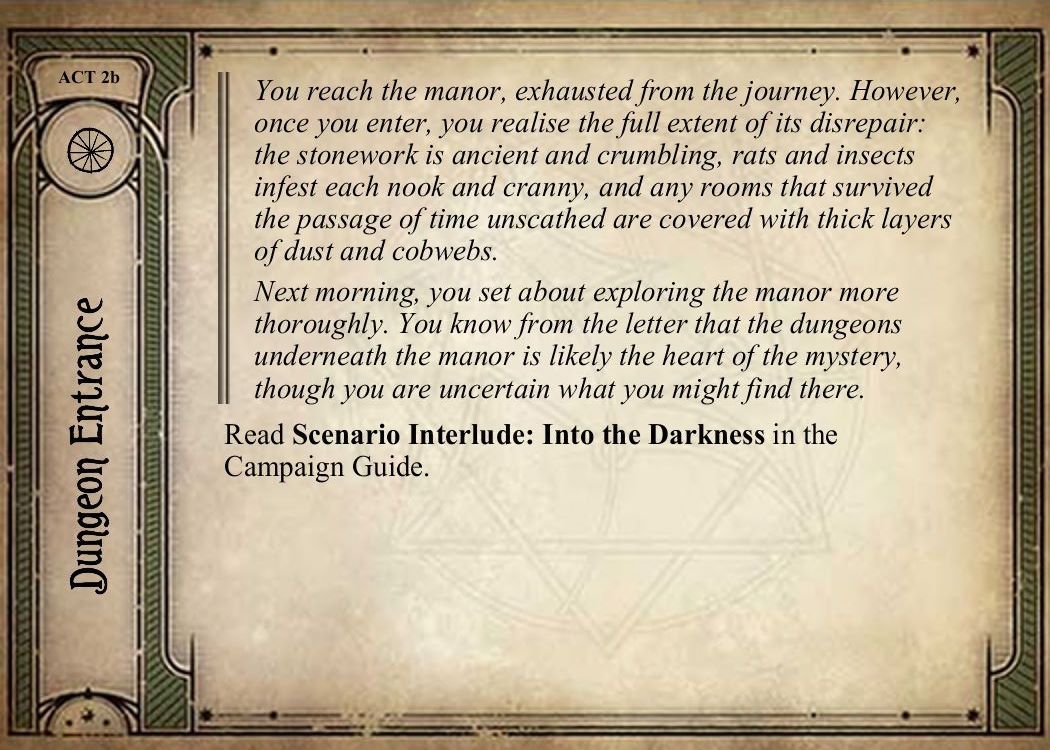 ACT 2b
Dungeon Entrance
You reach the manor, exhausted from the journey. However,
once you enter, you realise the full extent of its disrepair:
the stonework is ancient and crumbling, rats and insects
infest each nook and cranny, and any rooms that survived
the passage of time unscathed are covered with thick layers
of dust and cobwebs.
Next morning, you set about exploring the manor more
thoroughly. You know from the letter that the dungeons
underneath the manor is likely the heart of the mystery,
though you are uncertain what you might find there.
Read Scenario Interlude: Into the Darkness in the
Campaign Guide.